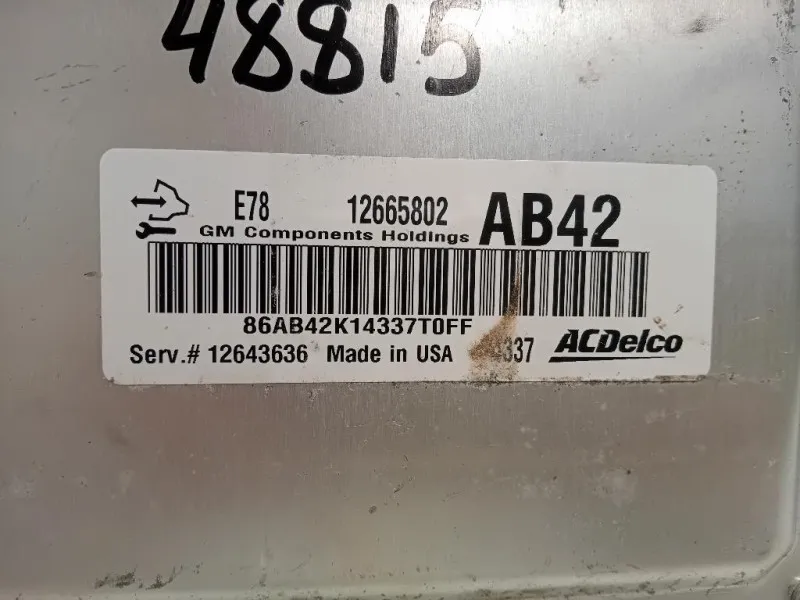 48815
E78 12665802 AB42
GM Components Holdings
86AB42K14337T0FF
Serv.# 12643636 Made in USA ACDelco